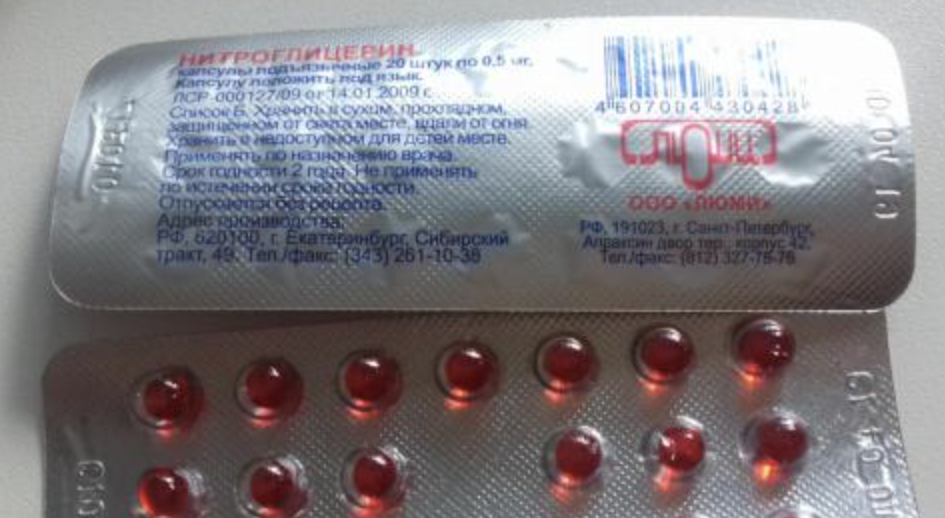 НИТРОГЛИЦЕРИН
капсулы подъязычные 20 штук по 0,5 мг.
Капсулу положить под язык.
ЛСР-000127/09 от 14.01.2009 г.
Список Б. Хранить в сухом, прохладном,
защищенном от света месте, вдали от огня.
Хранить в недоступном для детей месте.
Применять по назначению врача.
Срок годности 2 года. Не применять
по истечении срока годности.
Отпускается без рецепта.
Адрес производства:
РФ, 620100, г. Екатеринбург, Сибирский
тракт, 49. Тел./факс: (343) 261-10-36
4 607004 430428
ООО «ЛЮМИ»
РФ, 191023, г. Санкт-Петербург,
Апраксин двор тер., корпус 42,
Тел./факс: (812) 327-76-76